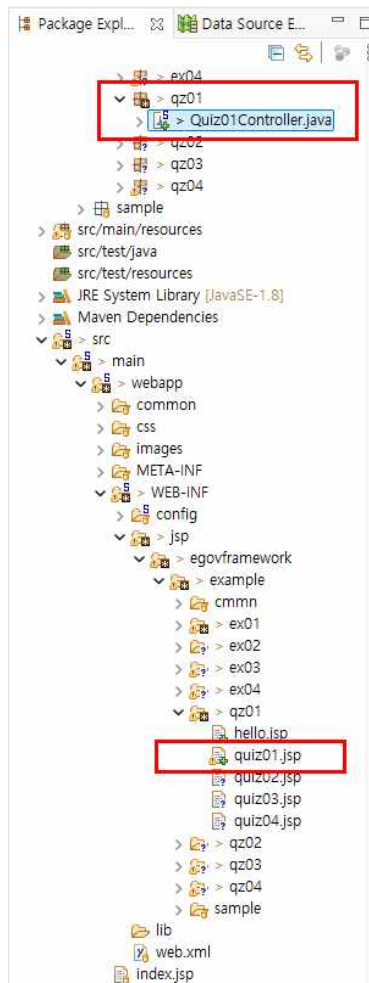 Package Expl...  Data Source E...
> ex04
> qz01
> Quiz01Controller.java
> qz02
> qz03
> qz04
sample
src/main/resources
src/test/java
src/test/resources
JRE System Library [JavaSE-1.8]
Maven Dependencies
> src
> main
> webapp
common
css
images
META-INF
> WEB-INF
config
> jsp
> egovframework
> example
cmmn
> ex01
> ex02
> ex03
> ex04
> qz01
hello.jsp
quiz01.jsp
quiz02.jsp
quiz03.jsp
quiz04.jsp
> qz02
> qz03
> qz04
sample
lib
web.xml
index.jsp